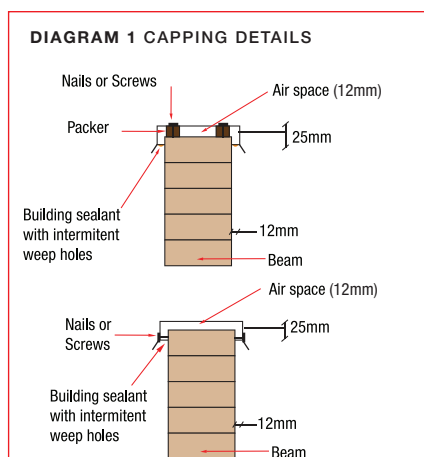 DIAGRAM 1 CAPPING DETAILS
Nails or Screws
Air space (12mm)
Packer
25mm
Building sealant
with intermitent
weep holes
12mm
Beam
Air space (12mm)
Nails or
Screws
25mm
Building sealant
with intermitent
weep holes
12mm
Beam